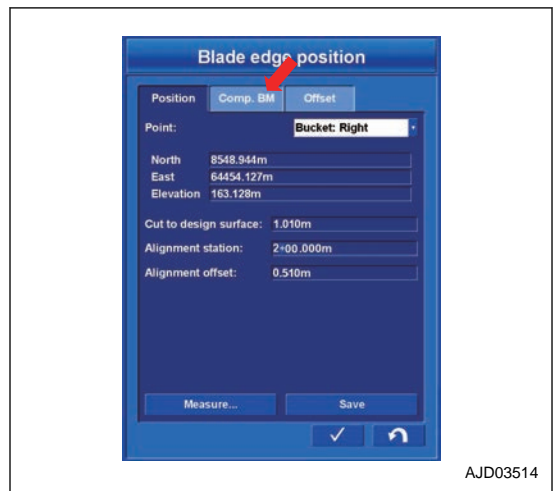 Blade edge position
Position Comp. BM Offset
Point: Bucket: Right
North 8548.944m
East 64454.127m
Elevation 163.128m
Cut to design surface: 1.010m
Alignment station: 2+00.000m
Alignment offset: 0.510m
Measure... Save
AJD03514